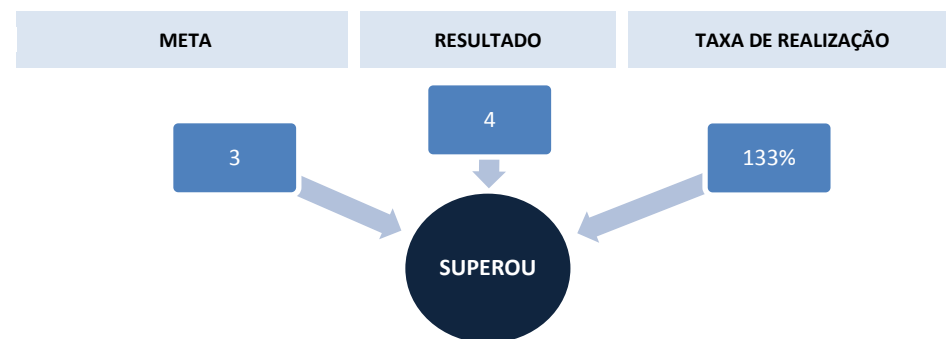 META
RESULTADO
TAXA DE REALIZAÇÃO
3
4
133%
SUPEROU